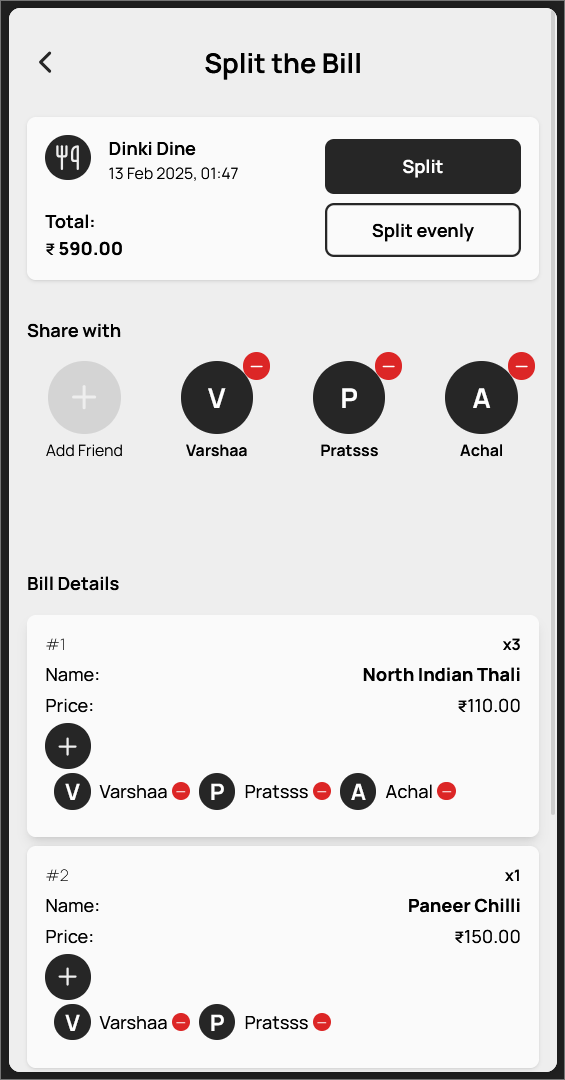 Split the Bill
Dinki Dine
13 Feb 2025, 01:47
Total:
₹ 590.00
Split
Split evenly
Share with
Add Friend
V
Varshaa
P
Pratsss
A
Achal
Bill Details
#1 x3
Name: North Indian Thali
Price: ₹110.00
V Varshaa P Pratsss A Achal
#2 x1
Name: Paneer Chilli
Price: ₹150.00
V Varshaa P Pratsss